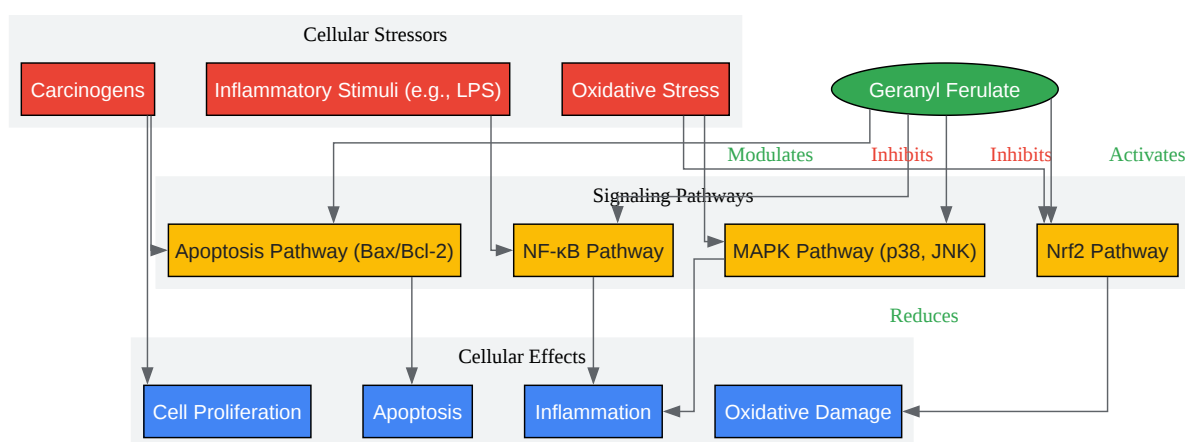 Cellular Stressors
Carcinogens
Inflammatory Stimuli (e.g., LPS)
Oxidative Stress
Geranyl Ferulate
Modulates
Inhibits
Inhibits
Activates
Signaling Pathways
Apoptosis Pathway (Bax/Bcl-2)
NF-κB Pathway
MAPK Pathway (p38, JNK)
Nrf2 Pathway
Reduces
Cellular Effects
Cell Proliferation
Apoptosis
Inflammation
Oxidative Damage